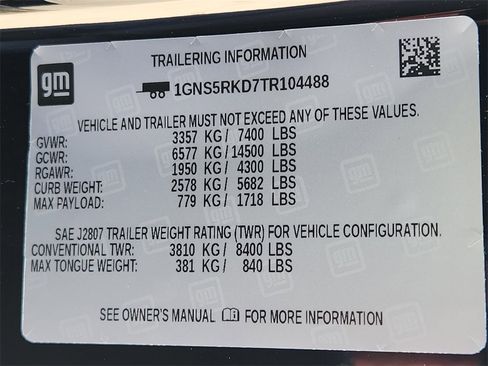 TRAILERING INFORMATION
gm
1GNS5RKD7TR104488
VEHICLE AND TRAILER MUST NOT EXCEED ANY OF THESE VALUES.
GVWR: 3357 KG / 7400 LBS
GCWR: 6577 KG / 14500 LBS
RGAWR: 1950 KG / 4300 LBS
CURB WEIGHT: 2578 KG / 5682 LBS
MAX PAYLOAD: 779 KG / 1718 LBS
SAE J2807 TRAILER WEIGHT RATING (TWR) FOR VEHICLE CONFIGURATION.
CONVENTIONAL TWR: 3810 KG / 8400 LBS
MAX TONGUE WEIGHT: 381 KG / 840 LBS
SEE OWNER'S MANUAL FOR MORE INFORMATION